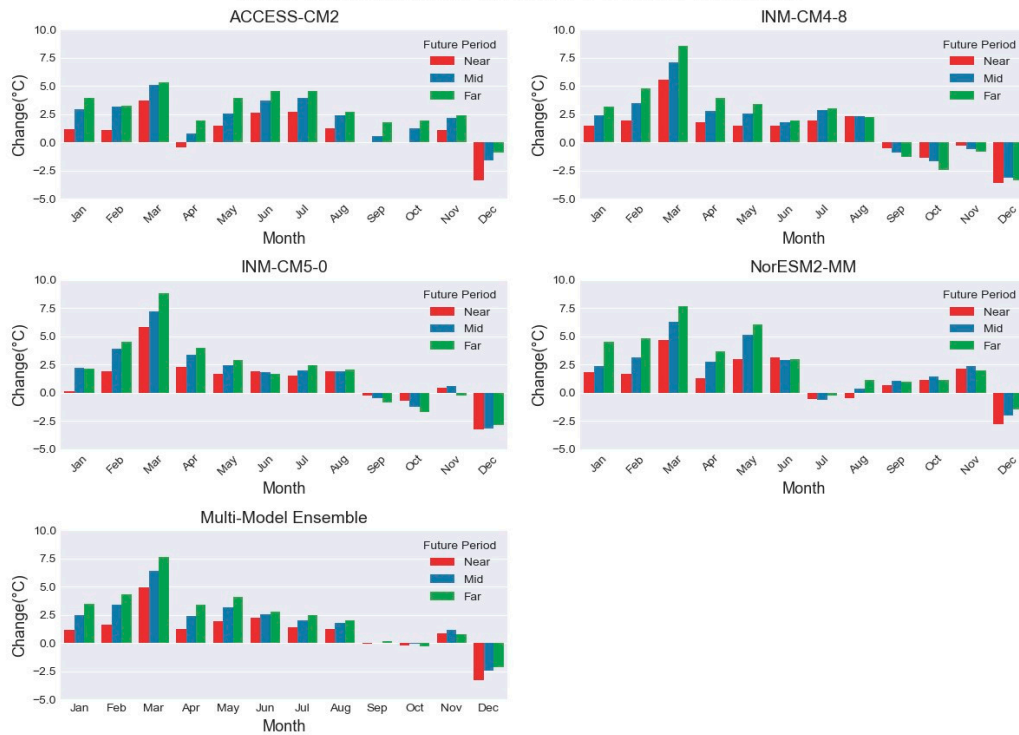 ACCESS-CM2
10.0
7.5
5.0
2.5
0.0
−2.5
−5.0
Change(°C)
Future Period
Near
Mid
Far
Jan Feb Mar Apr May Jun Jul Aug Sep Oct Nov Dec
Month
INM-CM4-8
10.0
7.5
5.0
2.5
0.0
−2.5
−5.0
Change(°C)
Future Period
Near
Mid
Far
Jan Feb Mar Apr May Jun Jul Aug Sep Oct Nov Dec
Month
INM-CM5-0
10.0
7.5
5.0
2.5
0.0
−2.5
−5.0
Change(°C)
Future Period
Near
Mid
Far
Jan Feb Mar Apr May Jun Jul Aug Sep Oct Nov Dec
Month
NorESM2-MM
10.0
7.5
5.0
2.5
0.0
−2.5
−5.0
Change(°C)
Future Period
Near
Mid
Far
Jan Feb Mar Apr May Jun Jul Aug Sep Oct Nov Dec
Month
Multi-Model Ensemble
10.0
7.5
5.0
2.5
0.0
−2.5
−5.0
Change(°C)
Future Period
Near
Mid
Far
Jan Feb Mar Apr May Jun Jul Aug Sep Oct Nov Dec
Month